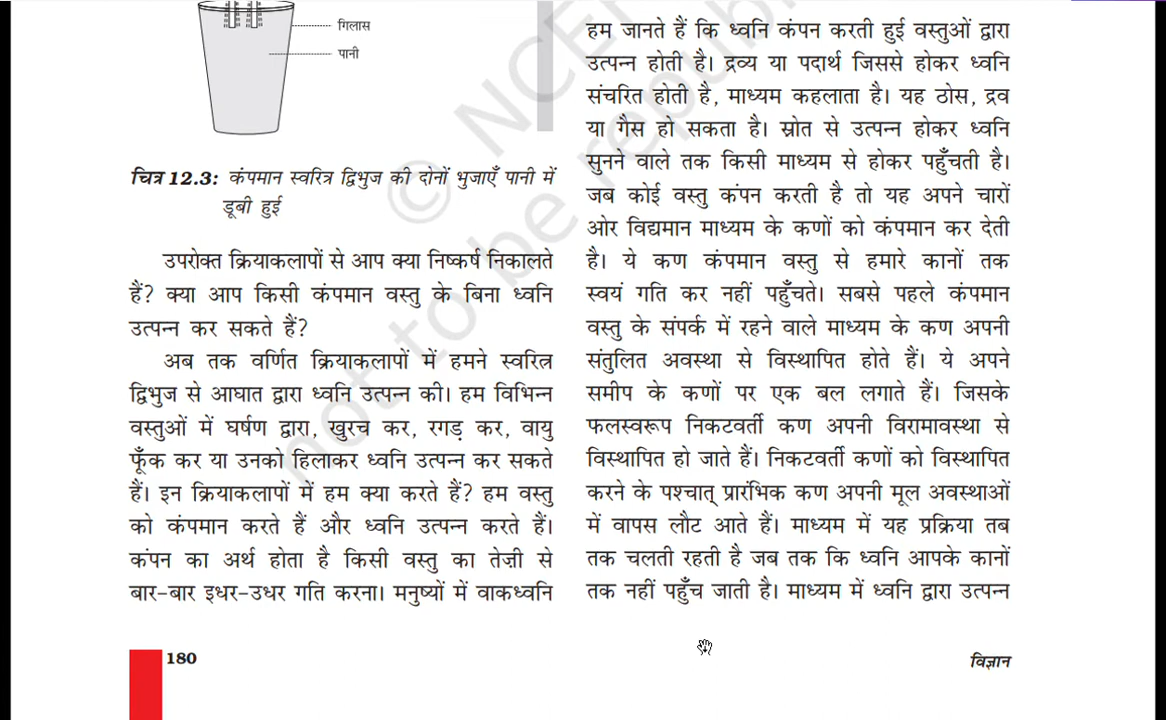 गिलास
पानी
चित्र 12.3: कंपमान स्वरित्र द्विभुज की दोनों भुजाएँ पानी में
डूबी हुई
उपरोक्त क्रियाकलापों से आप क्या निष्कर्ष निकालते
हैं? क्या आप किसी कंपमान वस्तु के बिना ध्वनि
उत्पन्न कर सकते हैं?
अब तक वर्णित क्रियाकलापों में हमने स्वरित्र
द्विभुज से आघात द्वारा ध्वनि उत्पन्न की। हम विभिन्न
वस्तुओं में घर्षण द्वारा, खुरच कर, रगड़ कर, वायु
फूँक कर या उनको हिलाकर ध्वनि उत्पन्न कर सकते
हैं। इन क्रियाकलापों में हम क्या करते हैं? हम वस्तु
को कंपमान करते हैं और ध्वनि उत्पन्न करते हैं।
कंपन का अर्थ होता है किसी वस्तु का तेज़ी से
बार-बार इधर-उधर गति करना। मनुष्यों में वाकध्वनि
हम जानते हैं कि ध्वनि कंपन करती हुई वस्तुओं द्वारा
उत्पन्न होती है। द्रव्य या पदार्थ जिससे होकर ध्वनि
संचरित होती है, माध्यम कहलाता है। यह ठोस, द्रव
या गैस हो सकता है। स्रोत से उत्पन्न होकर ध्वनि
सुनने वाले तक किसी माध्यम से होकर पहुँचती है।
जब कोई वस्तु कंपन करती है तो यह अपने चारों
ओर विद्यमान माध्यम के कणों को कंपमान कर देती
है। ये कण कंपमान वस्तु से हमारे कानों तक
स्वयं गति कर नहीं पहुँचते। सबसे पहले कंपमान
वस्तु के संपर्क में रहने वाले माध्यम के कण अपनी
संतुलित अवस्था से विस्थापित होते हैं। ये अपने
समीप के कणों पर एक बल लगाते हैं। जिसके
फलस्वरूप निकटवर्ती कण अपनी विरामावस्था से
विस्थापित हो जाते हैं। निकटवर्ती कणों को विस्थापित
करने के पश्चात् प्रारंभिक कण अपनी मूल अवस्थाओं
में वापस लौट आते हैं। माध्यम में यह प्रक्रिया तब
तक चलती रहती है जब तक कि ध्वनि आपके कानों
तक नहीं पहुँच जाती है। माध्यम में ध्वनि द्वारा उत्पन्न
180
विज्ञान
not to be republi
© NCE